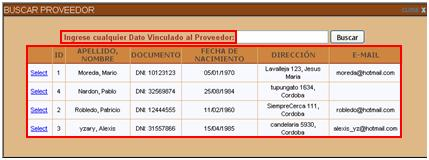 BUSCAR PROVEEDOR
CLOSE X
Ingrese cualquier Dato Vinculado al Proveedor: Buscar
ID APELLIDO, NOMBRE DOCUMENTO FECHA DE NACIMIENTO DIRECCIÓN E-MAIL
Select 1 Moreda, Mario DNI: 10123123 05/01/1970 Lavalleja 123, Jesus Maria moreda@hotmail.com
Select 4 Nardon, Pablo DNI: 32569874 25/08/1984 tupungato 1634, Cordoba
Select 2 Robledo, Patricio DNI: 12444555 11/02/1960 SiempreCerca 111, Cordoba robledo@hotmail.com
Select 3 yzary, Alexis DNI: 31557866 15/04/1985 candelaria 5930, Cordoba alexis_yz@hotmail.com